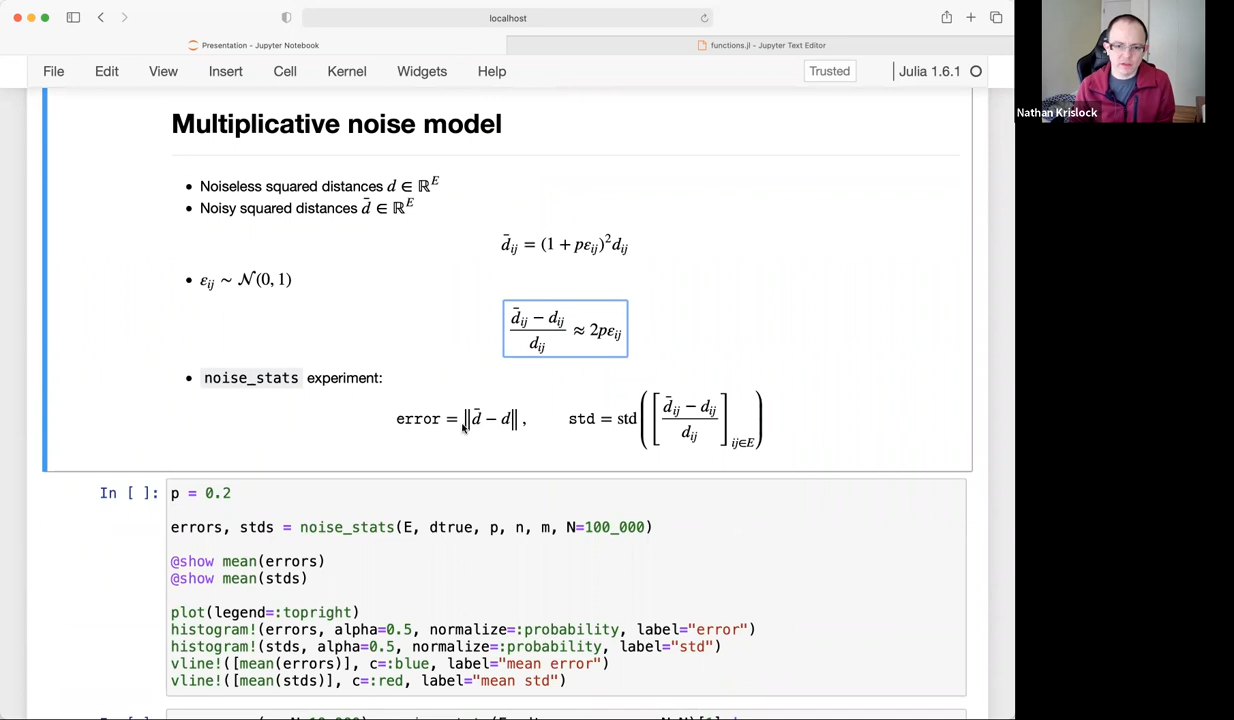 localhost
Presentation - Jupyter Notebook
functions.jl - Jupyter Text Editor
File Edit View Insert Cell Kernel Widgets Help Trusted Julia 1.6.1
Nathan Krislock
Multiplicative noise model
• Noiseless squared distances d ∈ ℝ^E
• Noisy squared distances d̄ ∈ ℝ^E
d̄_ij = (1 + pε_ij)²d_ij
• ε_ij ~ 𝒩(0, 1)
(d̄_ij − d_ij)/d_ij ≈ 2pε_ij
• noise_stats experiment:
error = ‖d̄ − d‖, std = std([(d̄_ij − d_ij)/d_ij]_ij∈E)
In [ ]: p = 0.2
errors, stds = noise_stats(E, dtrue, p, n, m, N=100_000)
@show mean(errors)
@show mean(stds)
plot(legend=:topright)
histogram!(errors, alpha=0.5, normalize=:probability, label="error")
histogram!(stds, alpha=0.5, normalize=:probability, label="std")
vline!([mean(errors)], c=:blue, label="mean error")
vline!([mean(stds)], c=:red, label="mean std")